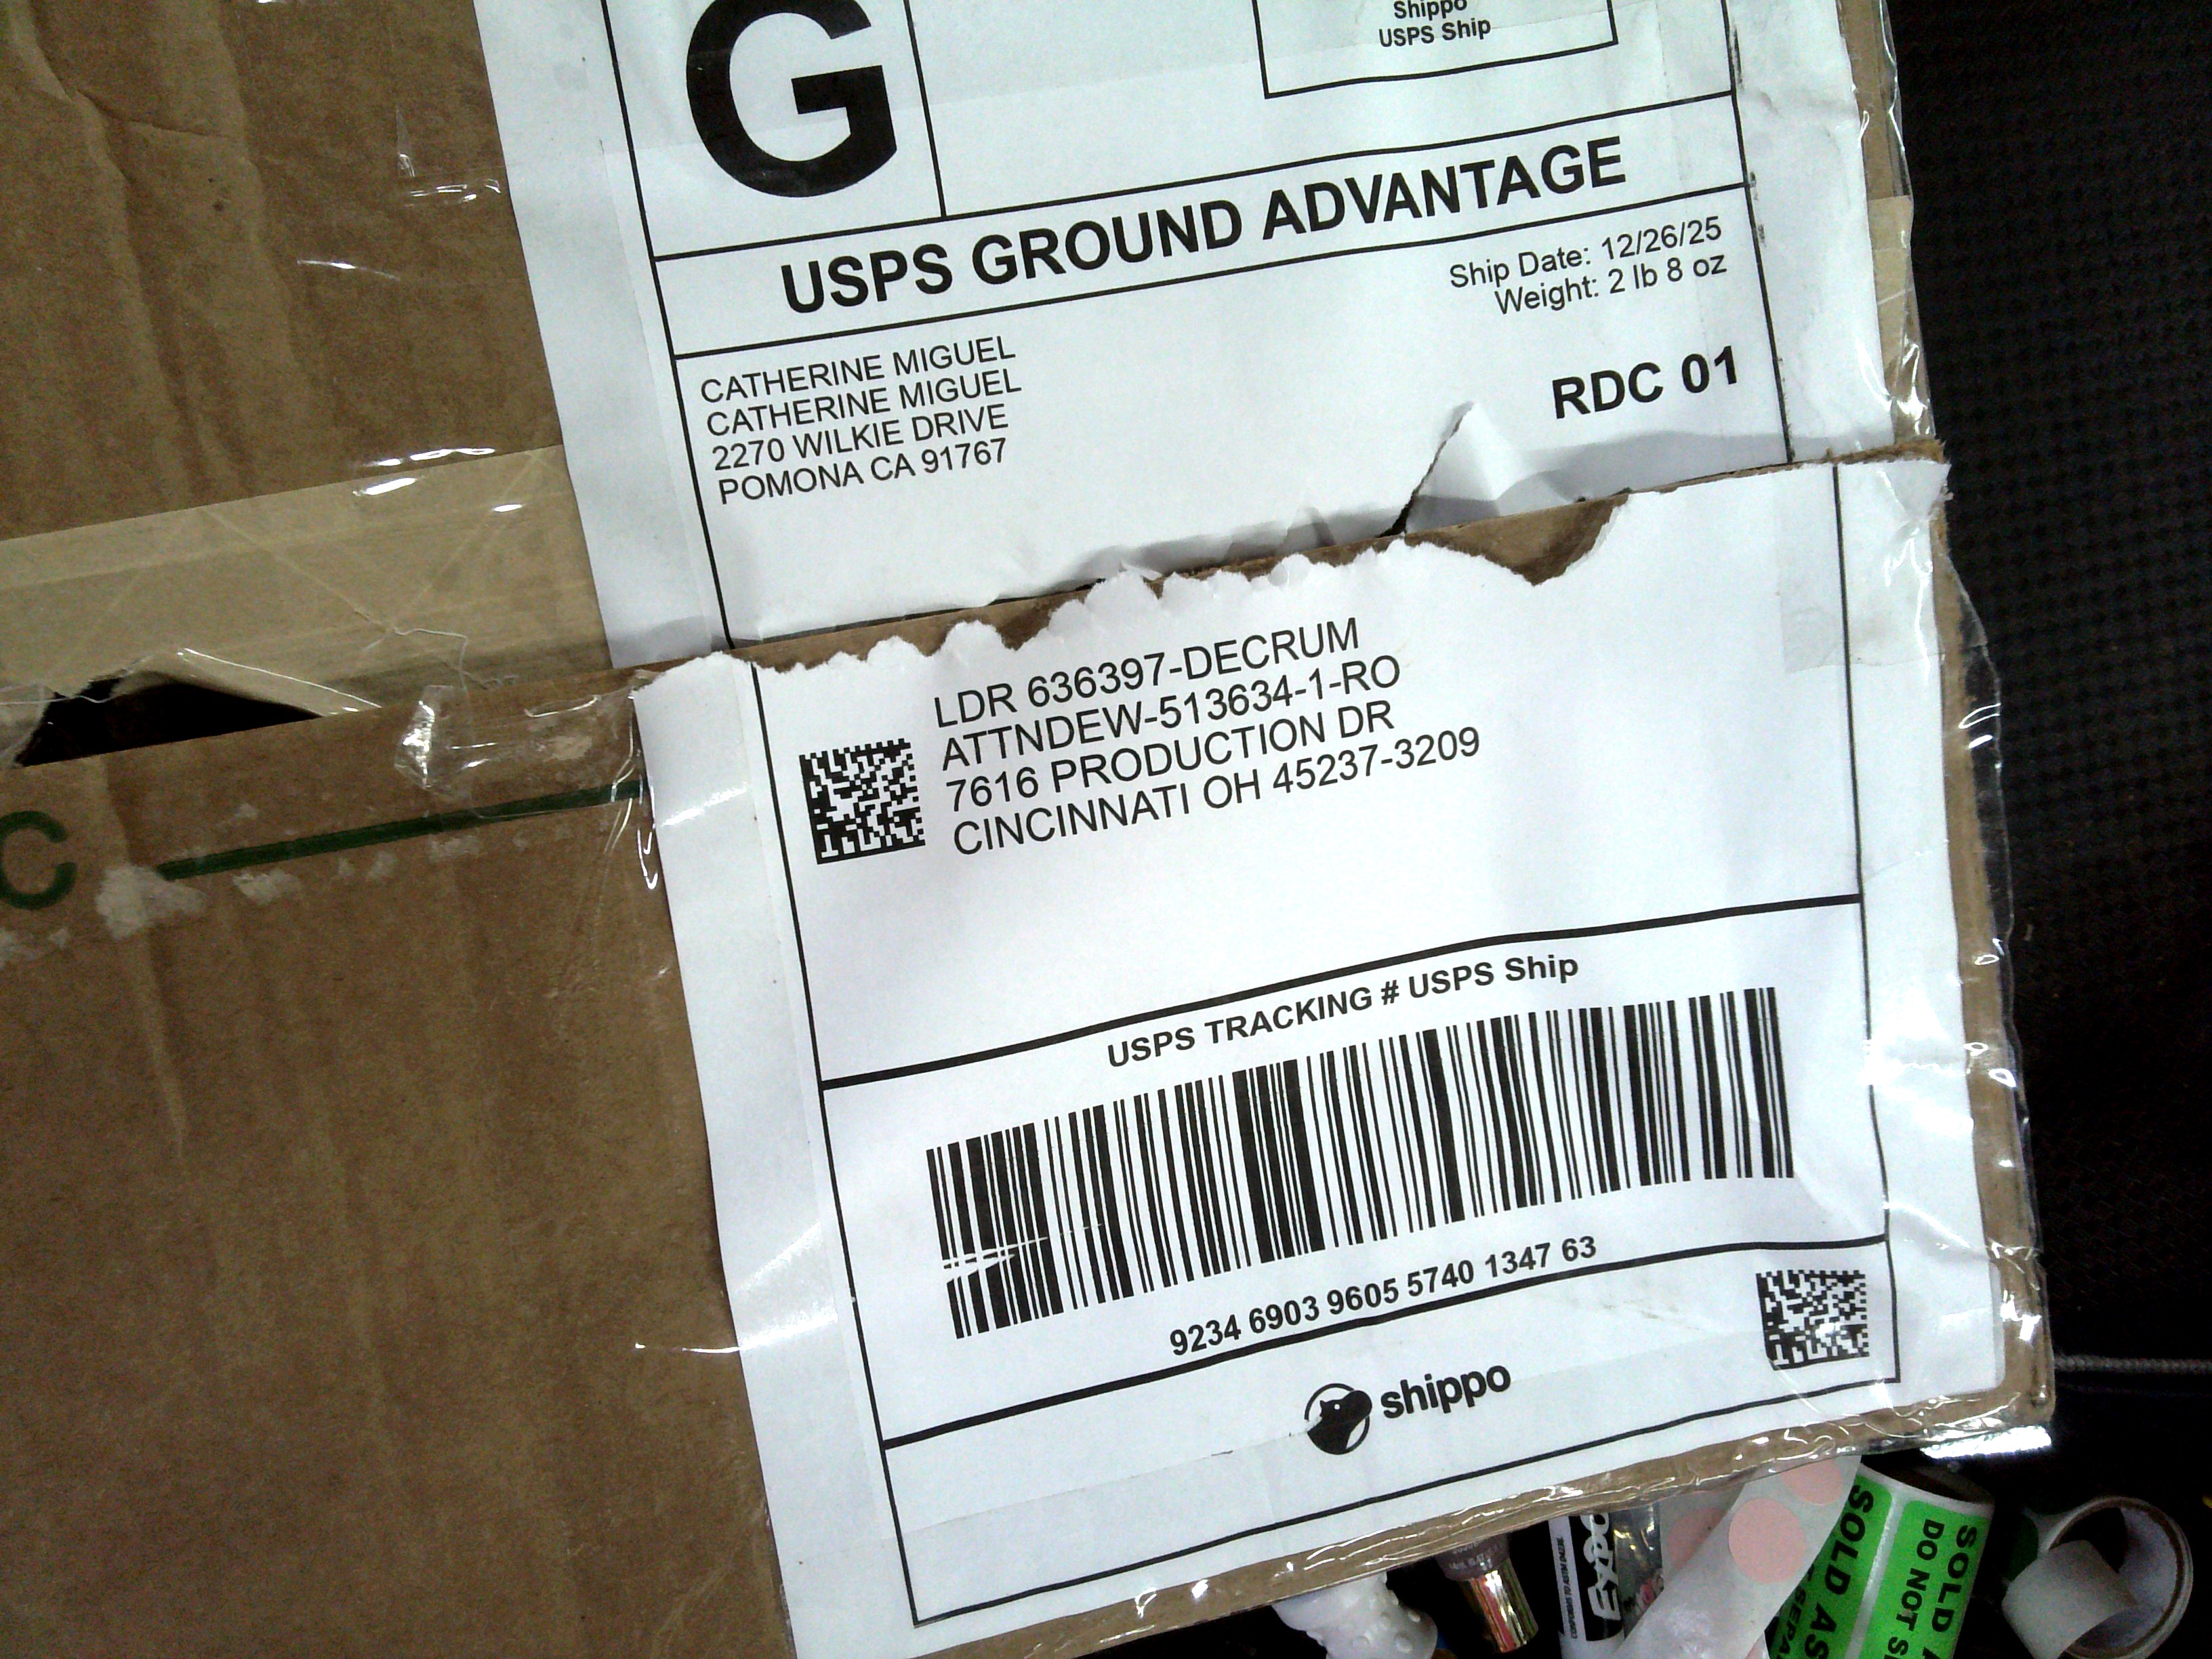 Shippo
USPS Ship
G
USPS GROUND ADVANTAGE
Ship Date: 12/26/25
Weight: 2 lb 8 oz
RDC 01
CATHERINE MIGUEL
CATHERINE MIGUEL
2270 WILKIE DRIVE
POMONA CA 91767
LDR 636397-DECRUM
ATTNDEW-513634-1-RO
7616 PRODUCTION DR
CINCINNATI OH 45237-3209
C
USPS TRACKING # USPS Ship
9234 6903 9605 5740 1347 63
shippo
SOLD AS
SOLD
DO NOT